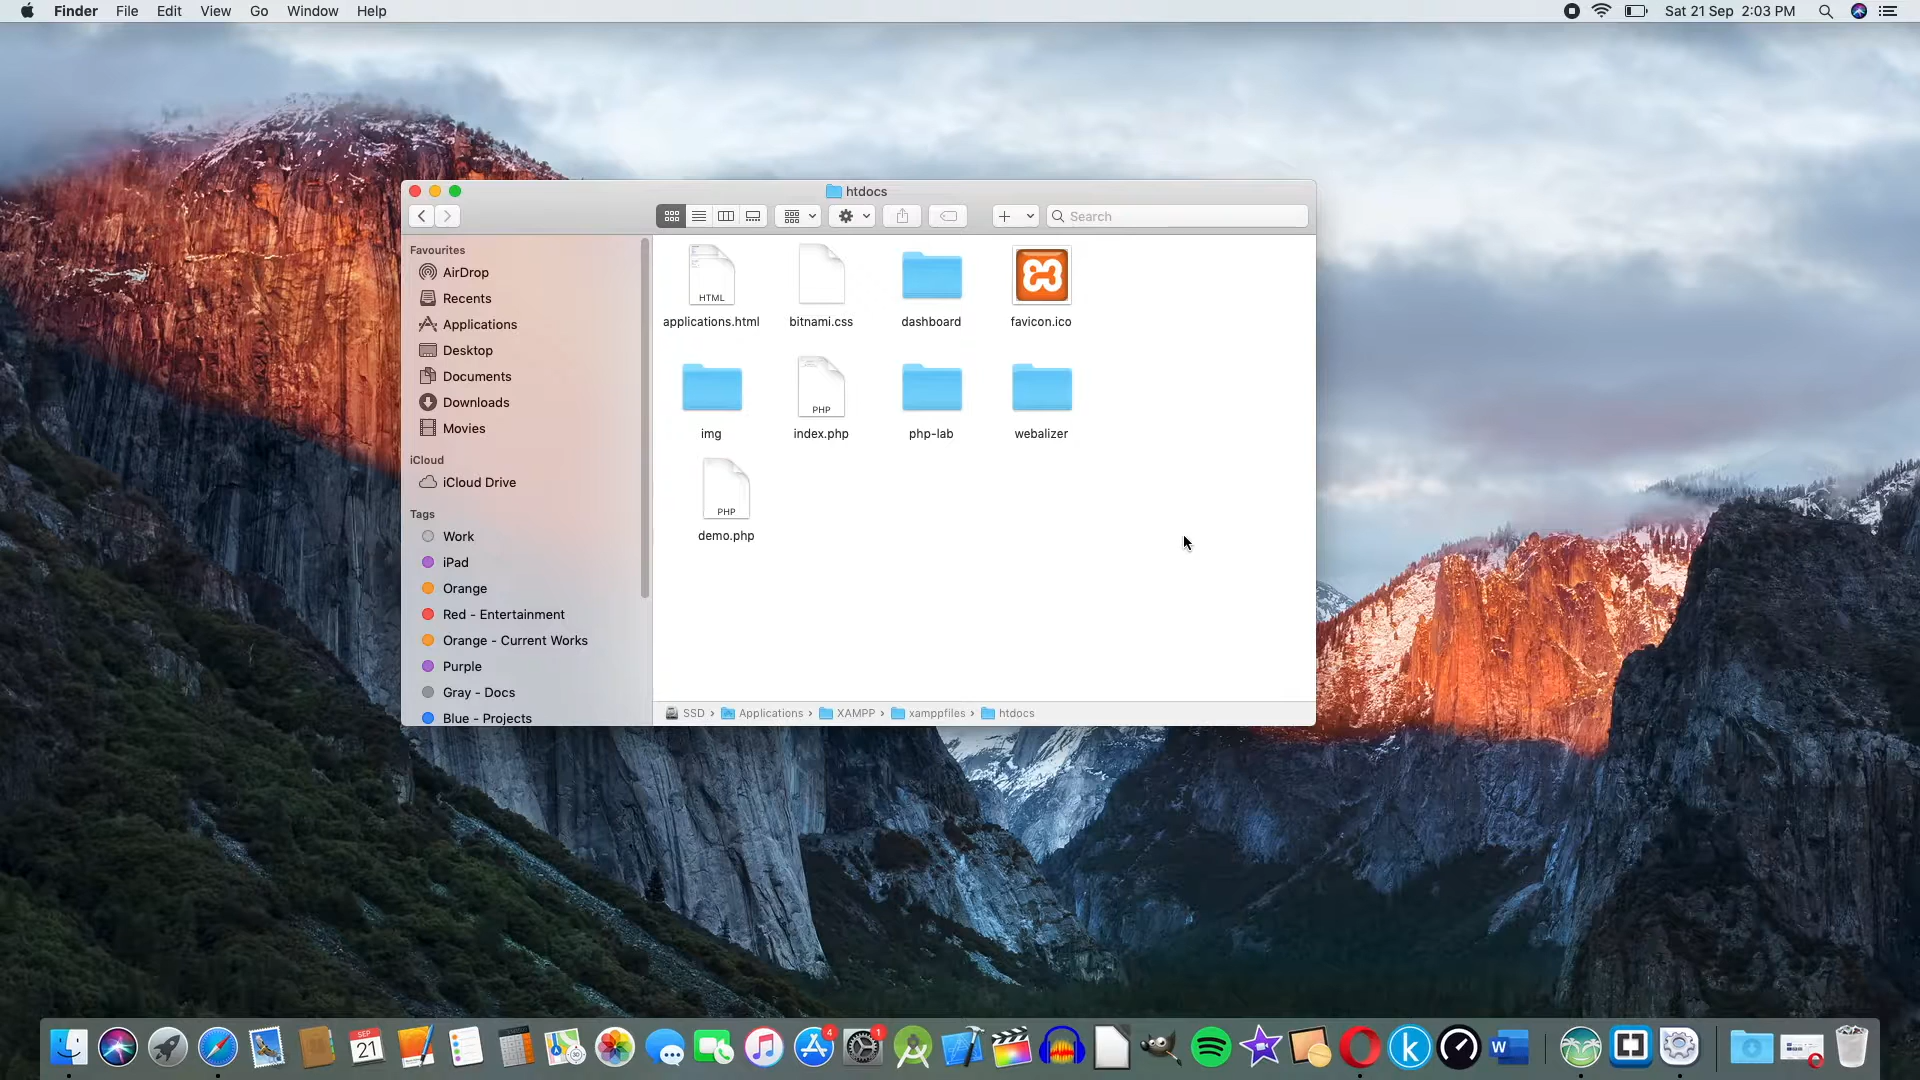 Finder File Edit View Go Window Help
Sat 21 Sep 2:03 PM
htdocs
Search
Favourites
AirDrop
Recents
Applications
Desktop
Documents
Downloads
Movies
iCloud
iCloud Drive
Tags
Work
iPad
Orange
Red - Entertainment
Orange - Current Works
Purple
Gray - Docs
Blue - Projects
HTML
applications.html bitnami.css dashboard favicon.ico
PHP
img index.php php-lab webalizer
PHP
demo.php
SSD › Applications › XAMPP › xamppfiles › htdocs
SEP
21
4
1
W